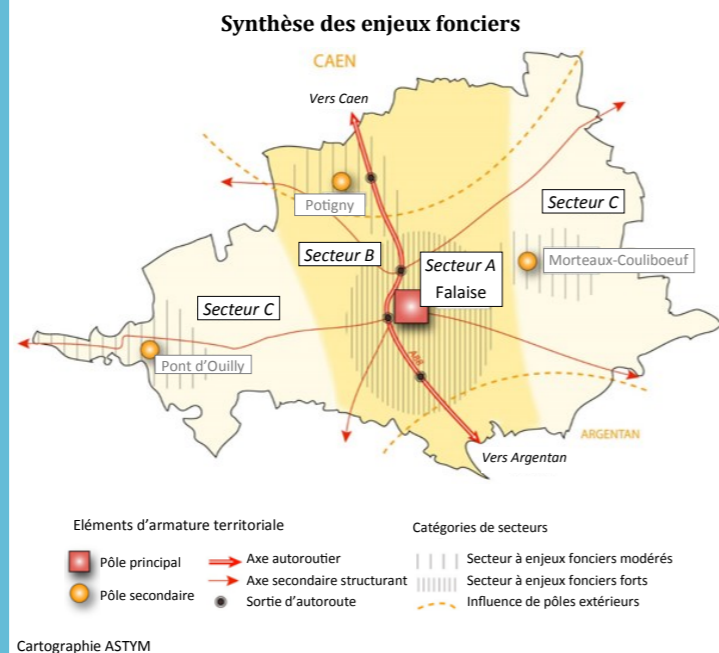 Synthèse des enjeux fonciers
CAEN
Vers Caen
Potigny
Secteur C
Secteur B
Secteur A
Falaise
Morteaux-Couliboeuf
Secteur C
Pont d'Ouilly
A88
ARGENTAN
Vers Argentan
Eléments d'armature territoriale
Pôle principal
Pôle secondaire
Axe autoroutier
Axe secondaire structurant
Sortie d'autoroute
Catégories de secteurs
Secteur à enjeux fonciers modérés
Secteur à enjeux fonciers forts
Influence de pôles extérieurs
Cartographie ASTYM